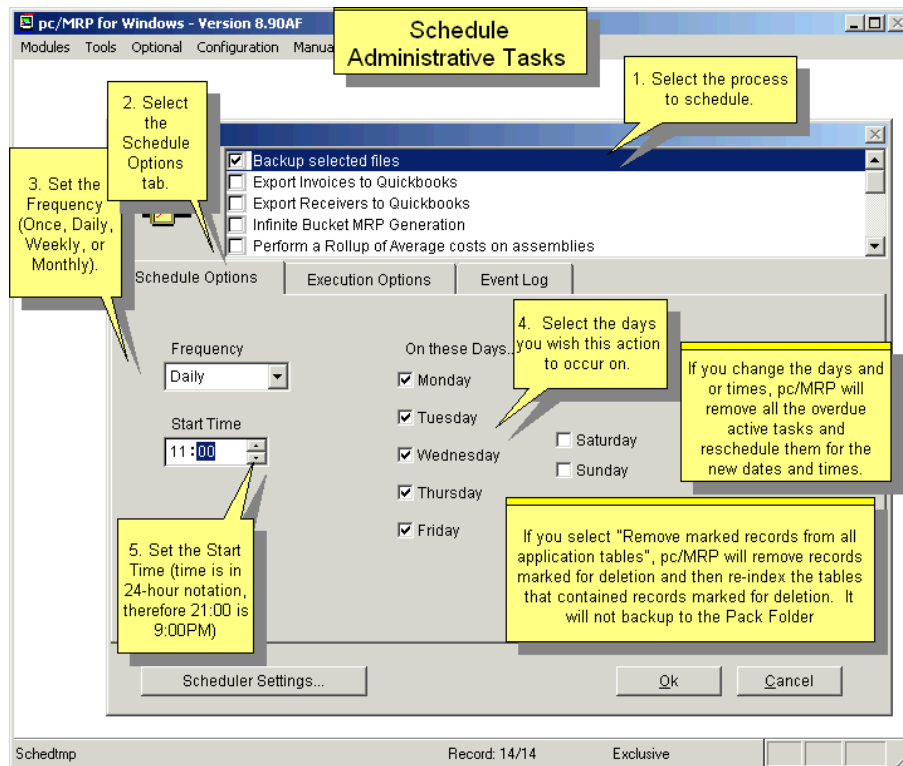 pc/MRP for Windows - Version 8.90AF
Schedule
Administrative Tasks
Modules Tools Optional Configuration Manua
1. Select the process
to schedule.
2. Select
the
Schedule
Options
tab.
3. Set the
Frequency
(Once, Daily,
Weekly, or
Monthly).
Backup selected files
Export Invoices to Quickbooks
Export Receivers to Quickbooks
Infinite Bucket MRP Generation
Perform a Rollup of Average costs on assemblies
Schedule Options Execution Options Event Log
Frequency
Daily
Start Time
11:00
On these Days..
Monday
Tuesday
Wednesday
Thursday
Friday
Saturday
Sunday
4. Select the days
you wish this action
to occur on.
If you change the days and
or times, pc/MRP will
remove all the overdue
active tasks and
reschedule them for the
new dates and times.
5. Set the Start
Time (time is in
24-hour notation,
therefore 21:00 is
9:00PM)
If you select "Remove marked records from all
application tables", pc/MRP will remove records
marked for deletion and then re-index the tables
that contained records marked for deletion. It
will not backup to the Pack Folder
Scheduler Settings... Ok Cancel
Schedtmp Record: 14/14 Exclusive